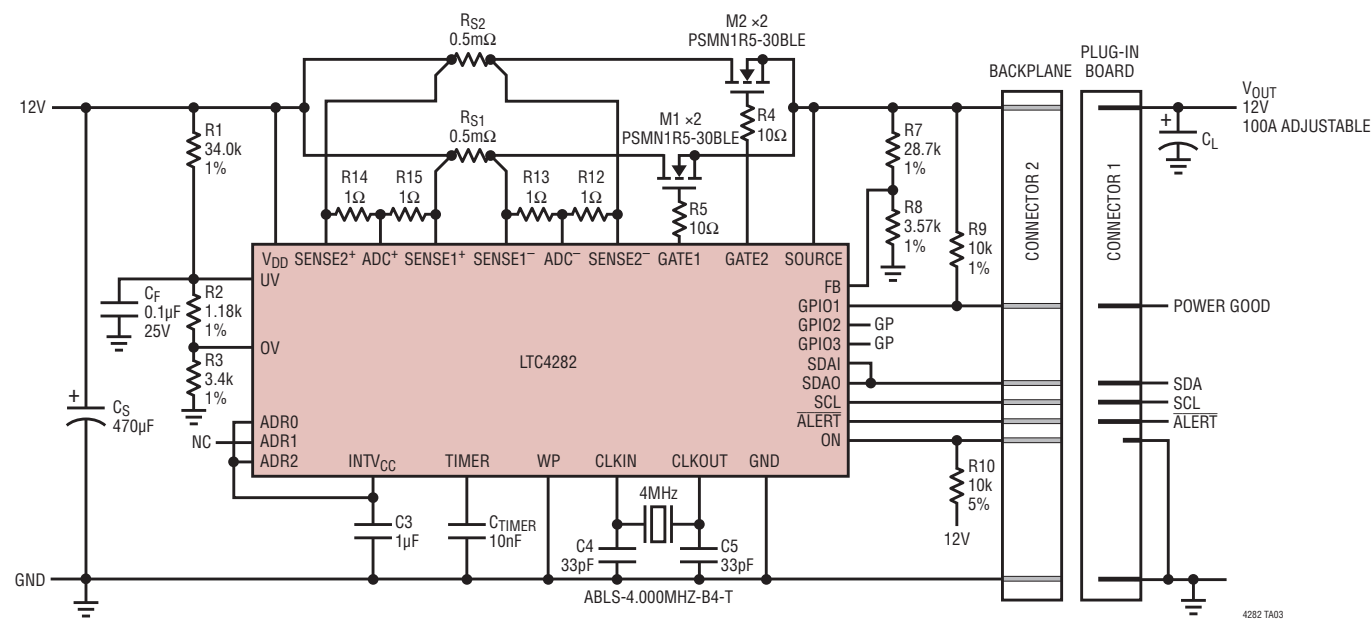 RS2
0.5mΩ
M2 ×2
PSMN1R5-30BLE
BACKPLANE
PLUG-IN
BOARD
12V
VOUT
12V
100A ADJUSTABLE
R1
34.0k
1%
RS1
0.5mΩ
M1 ×2
PSMN1R5-30BLE
R4
10Ω
R7
28.7k
1%
+
CL
R14
1Ω
R15
1Ω
R13
1Ω
R12
1Ω
R5
10Ω
R8
3.57k
1%
R9
10k
1%
CONNECTOR 2
CONNECTOR 1
VDD
SENSE2+
ADC+
SENSE1+
SENSE1−
ADC−
SENSE2−
GATE1
GATE2
SOURCE
UV
FB
CF
0.1µF
25V
R2
1.18k
1%
GPIO1
POWER GOOD
GPIO2
GP
GPIO3
GP
OV
LTC4282
SDAI
R3
3.4k
1%
SDAO
SDA
SCL
SCL
ALERT
ALERT
ON
+
CS
470µF
ADR0
NC
ADR1
ADR2
INTVCC
TIMER
WP
CLKIN
CLKOUT
GND
R10
10k
5%
12V
4MHz
C3
1µF
CTIMER
10nF
C4
33pF
C5
33pF
GND
ABLS-4.000MHZ-B4-T
4282 TA03